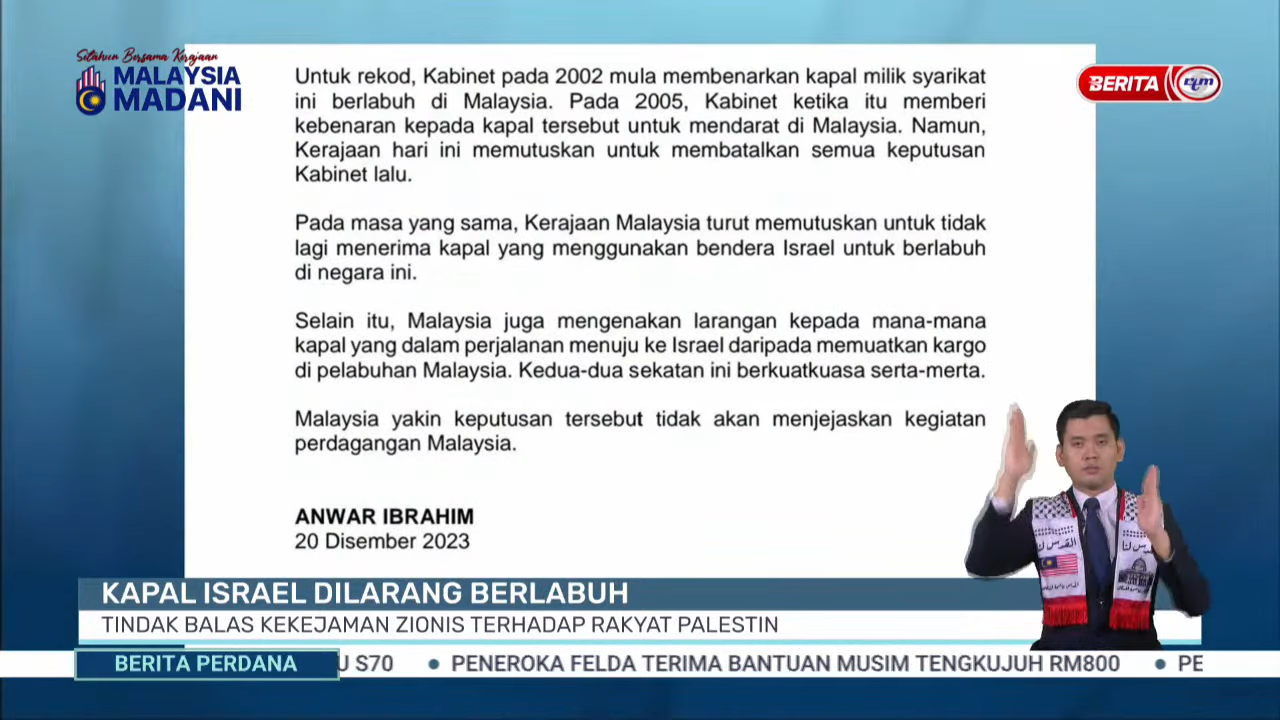 Setahun Bersama Kerajaan
MALAYSIA
MADANI
BERITA rtm
Untuk rekod, Kabinet pada 2002 mula membenarkan kapal milik syarikat
ini berlabuh di Malaysia. Pada 2005, Kabinet ketika itu memberi
kebenaran kepada kapal tersebut untuk mendarat di Malaysia. Namun,
Kerajaan hari ini memutuskan untuk membatalkan semua keputusan
Kabinet lalu.
Pada masa yang sama, Kerajaan Malaysia turut memutuskan untuk tidak
lagi menerima kapal yang menggunakan bendera Israel untuk berlabuh
di negara ini.
Selain itu, Malaysia juga mengenakan larangan kepada mana-mana
kapal yang dalam perjalanan menuju ke Israel daripada memuatkan kargo
di pelabuhan Malaysia. Kedua-dua sekatan ini berkuatkuasa serta-merta.
Malaysia yakin keputusan tersebut tidak akan menjejaskan kegiatan
perdagangan Malaysia.
ANWAR IBRAHIM
20 Disember 2023
القدس لنا
KAPAL ISRAEL DILARANG BERLABUH
TINDAK BALAS KEKEJAMAN ZIONIS TERHADAP RAKYAT PALESTIN
BERITA PERDANA
U S70 • PENEROKA FELDA TERIMA BANTUAN MUSIM TENGKUJUH RM800 • PE